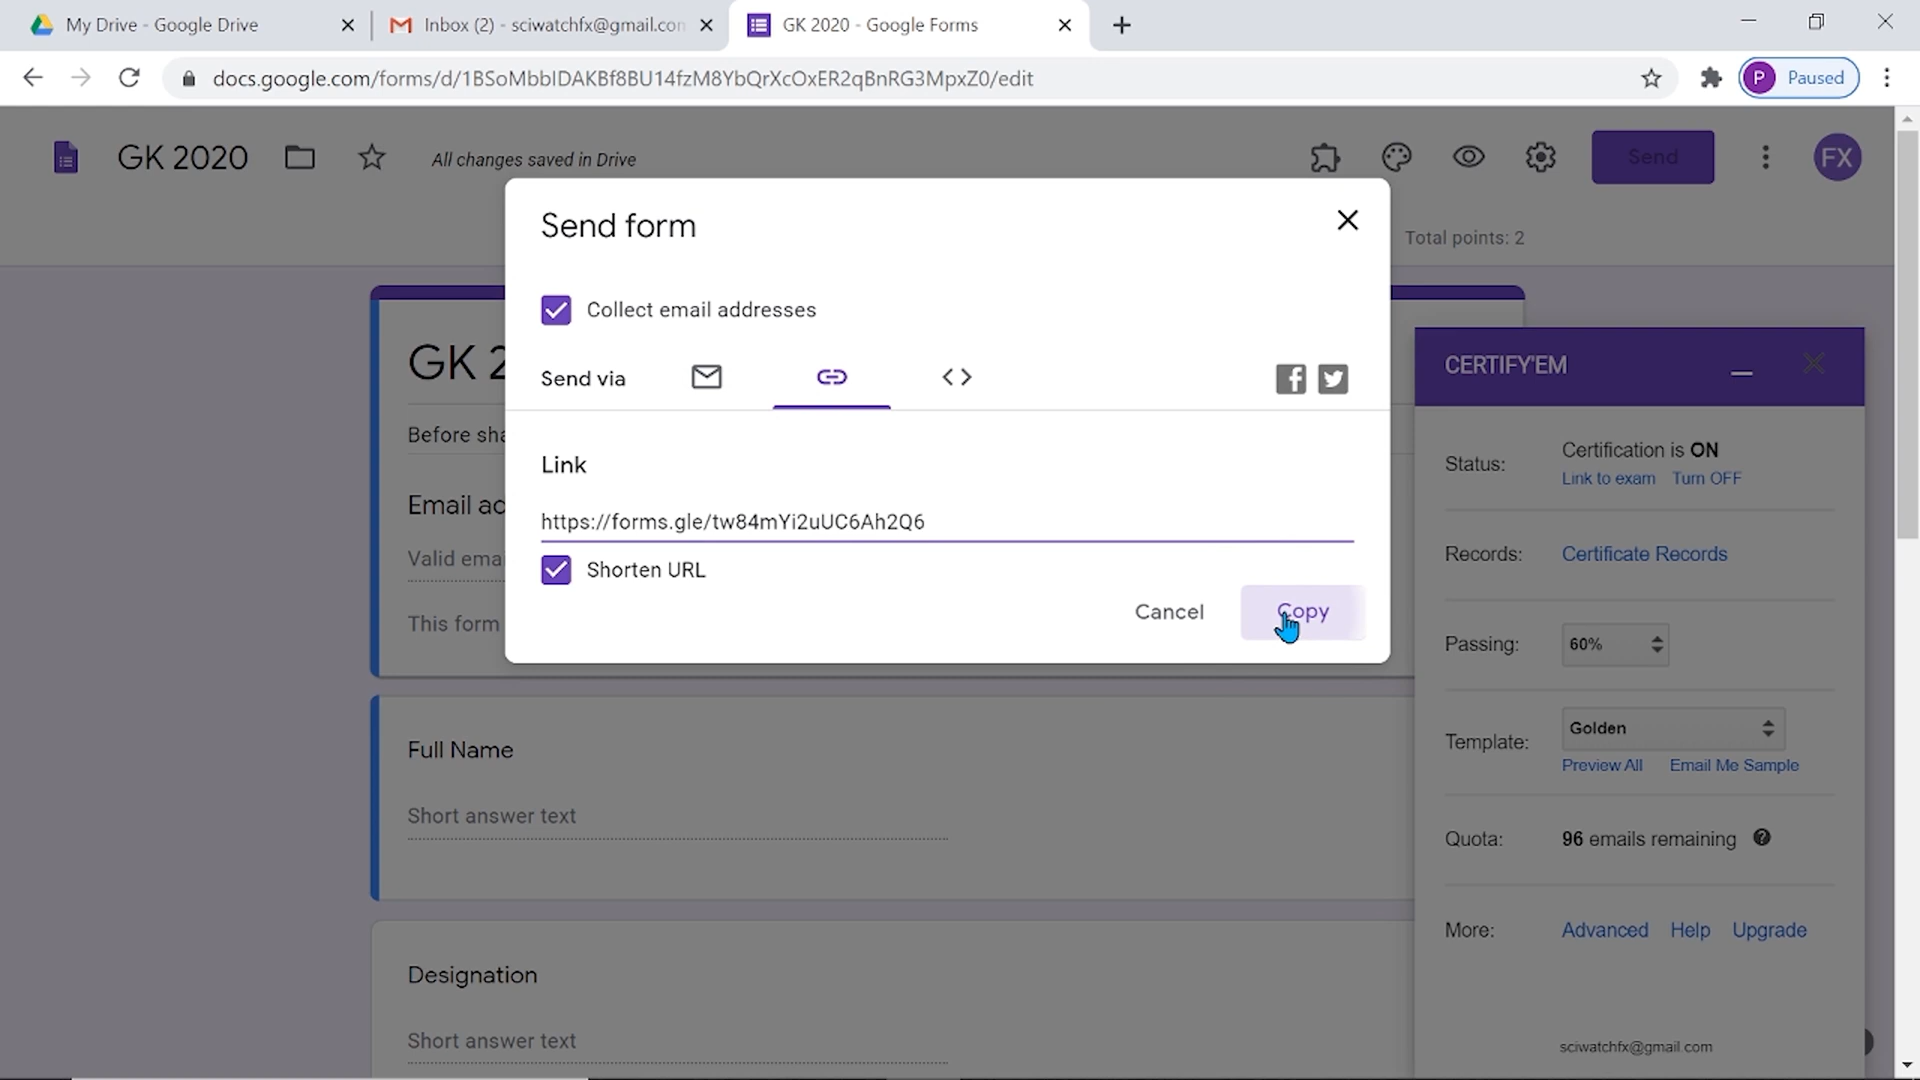 My Drive - Google Drive
Inbox (2) - sciwatchfx@gmail.con
GK 2020 - Google Forms
docs.google.com/forms/d/1BSoMbbIDAKBf8BU14fzM8YbQrXcOxER2qBnRG3MpxZ0/edit
P
Paused
GK 2020
All changes saved in Drive
Send
FX
Total points: 2
Send form
Collect email addresses
Send via
Link
https://forms.gle/tw84mYi2uUC6Ah2Q6
Shorten URL
Cancel
Copy
GK 2
Before sha
Email ad
Valid emai
This form
Full Name
Short answer text
Designation
Short answer text
CERTIFY'EM
Status:
Certification is ON
Link to exam
Turn OFF
Records:
Certificate Records
Passing:
60%
Template:
Golden
Preview All
Email Me Sample
Quota:
96 emails remaining
More:
Advanced
Help
Upgrade
sciwatchfx@gmail.com